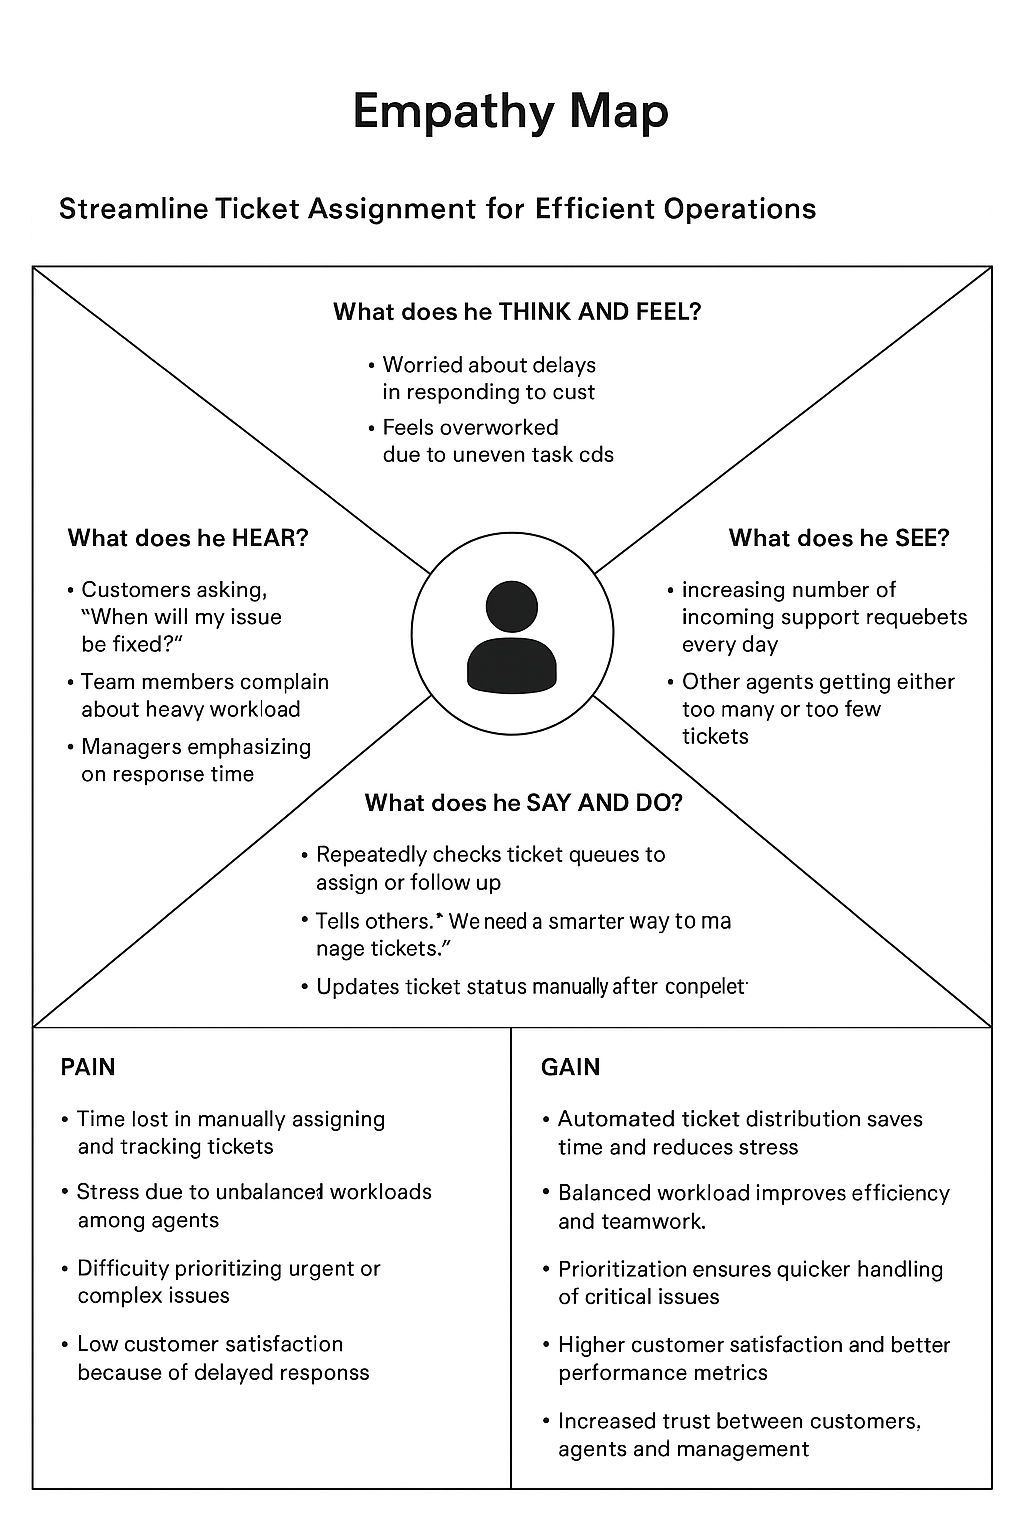 Empathy Map
Streamline Ticket Assignment for Efficient Operations
What does he THINK AND FEEL?
• Worried about delays
in responding to cust
• Feels overworked
due to uneven task cds
What does he HEAR?
• Customers asking,
“When will my issue
be fixed?”
• Team members complain
about heavy workload
• Managers emphasizing
on response time
What does he SEE?
• increasing number of
incoming support requebets
every day
• Other agents getting either
too many or too few
tickets
What does he SAY AND DO?
• Repeatedly checks ticket queues to
assign or follow up
• Tells others.“ We need a smarter way to ma
nage tickets.”
• Updates ticket status manually after conpelet
PAIN
• Time lost in manually assigning
and tracking tickets
• Stress due to unbalanced workloads
among agents
• Difficuity prioritizing urgent or
complex issues
• Low customer satisfaction
because of delayed responss
GAIN
• Automated ticket distribution saves
time and reduces stress
• Balanced workload improves efficiency
and teamwork.
• Prioritization ensures quicker handling
of critical issues
• Higher customer satisfaction and better
performance metrics
• Increased trust between customers,
agents and management